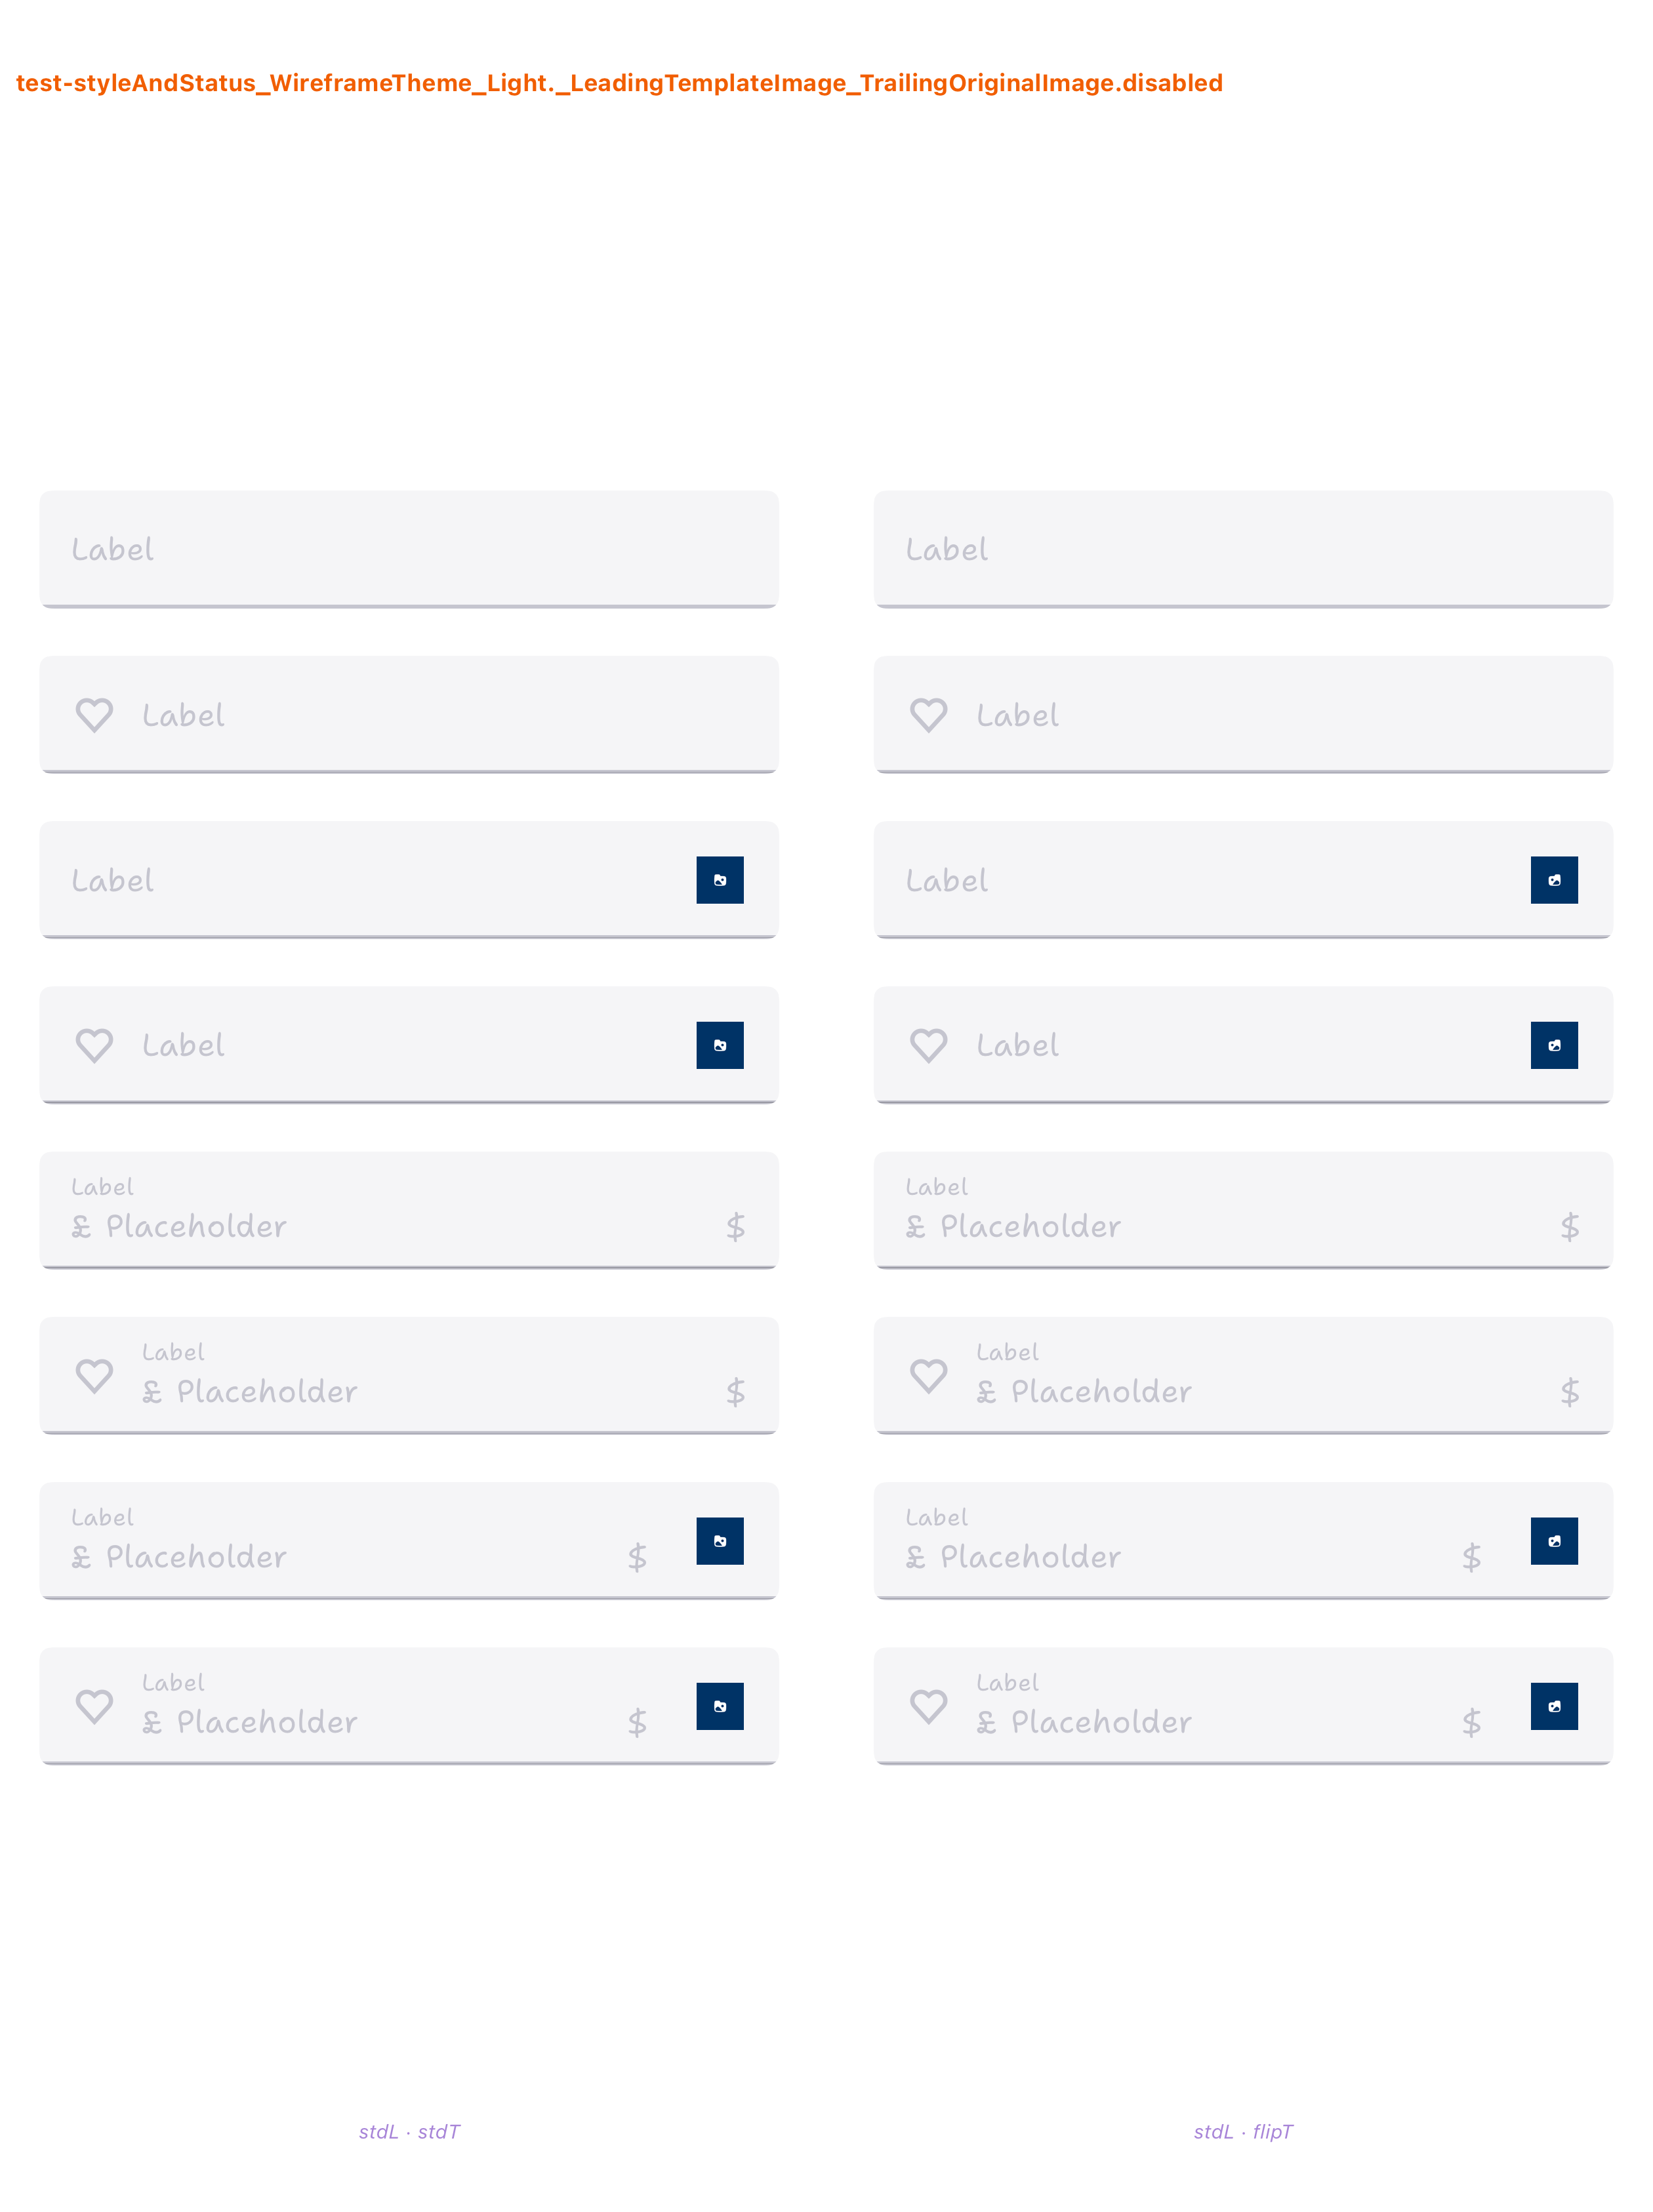 test-styleAndStatus_WireframeTheme_Light._LeadingTemplateImage_TrailingOriginalImage.disabled
Label
Label
Label
Label
Label
Label
Label
Label
Label
Label
£ Placeholder $
£ Placeholder $
Label
Label
£ Placeholder $
£ Placeholder $
Label
Label
£ Placeholder $
£ Placeholder $
Label
Label
£ Placeholder $
£ Placeholder $
stdL · stdT
stdL · flipT